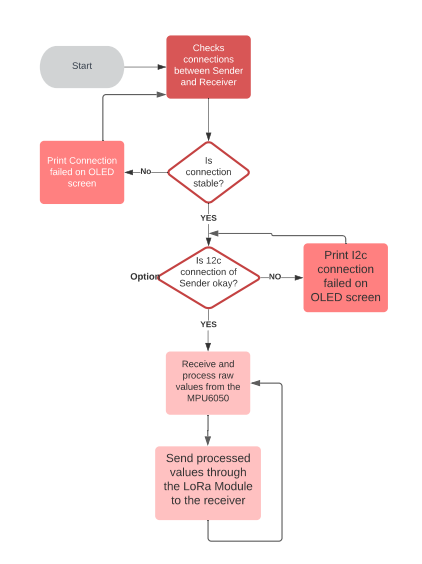 Start
Checks
connections
between Sender
and Receiver
Print Connection
failed on OLED
screen
No
Is
connection
stable?
YES
Option
Is 12c
connection of
Sender okay?
NO
Print I2c
connection
failed on
OLED screen
YES
Receive and
process raw
values from the
MPU6050
Send processed
values through
the LoRa Module
to the receiver